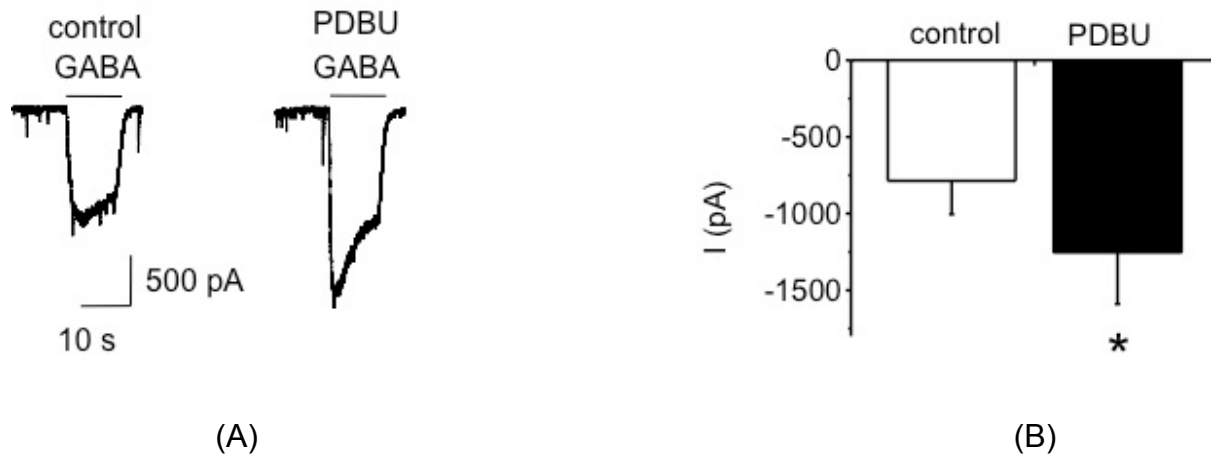 control
GABA
PDBU
GABA
500 pA
10 s
(A)
control
PDBU
0
-500
-1000
-1500
I (pA)
*
(B)